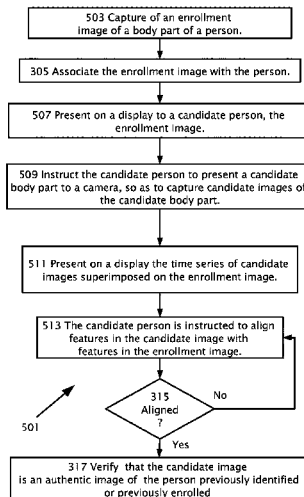 503 Capture of an enrollment
image of a body part of a person.
305 Associate the enrollment image with the person.
507 Present on a display to a candidate person, the
enrollment image.
509 Instruct the candidate person to present a candidate
body part to a camera, so as to capture candidate images of
the candidate body part.
511 Present on a display the time series of candidate
images superimposed on the enrollment image.
513 The candidate person is instructed to align
features in the candidate image with
features in the enrollment image.
315
Aligned
?
No
501
Yes
317 Verify that the candidate image
is an authentic image of the person previously identified
or previously enrolled